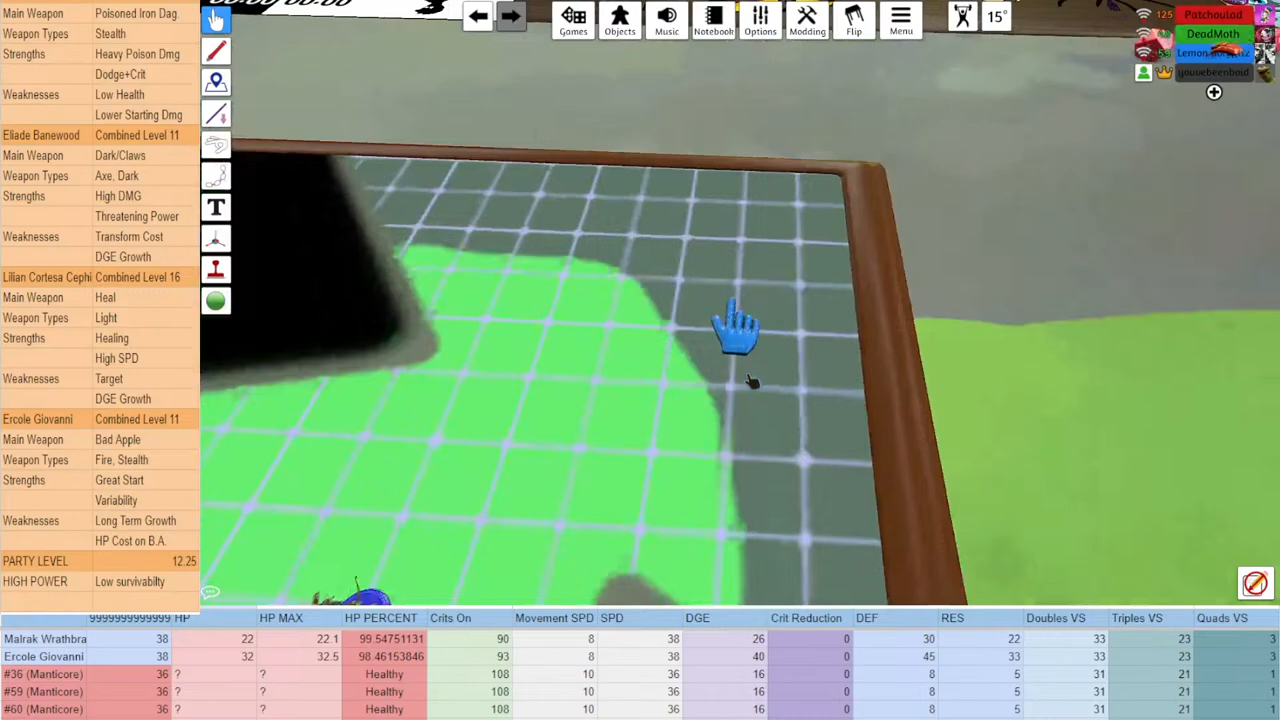 Main Weapon Poisoned Iron Dag.
Weapon Types Stealth
Strengths Heavy Poison Dmg
Dodge+Crit
Weaknesses Low Health
Lower Starting Dmg
Eliade Banewood Combined Level 11
Main Weapon Dark/Claws
Weapon Types Axe, Dark
Strengths High DMG
Threatening Power
Weaknesses Transform Cost
DGE Growth
Lilian Cortesa Cephi Combined Level 16
Main Weapon Heal
Weapon Types Light
Strengths Healing
High SPD
Weaknesses Target
DGE Growth
Ercole Giovanni Combined Level 11
Main Weapon Bad Apple
Weapon Types Fire, Stealth
Strengths Great Start
Variability
Weaknesses Long Term Growth
HP Cost on B.A.
PARTY LEVEL 12.25
HIGH POWER Low survivabilty
T
Games Objects Music Notebook Options Modding Flip Menu 15°
125 Patchoulad
DeadMoth
youvebeenboid
9999999999999 HP HP MAX HP PERCENT Crits On Movement SPD SPD DGE Crit Reduction DEF RES Doubles VS Triples VS Quads VS
Malrak Wrathbra 38 22 22.1 99.54751131 90 8 38 26 0 30 22 33 23 3
Ercole Giovanni 38 32 32.5 98.46153846 93 8 38 40 0 45 33 33 23 3
#36 (Manticore) 36 ? ? Healthy 108 10 36 16 0 8 5 31 21 1
#59 (Manticore) 36 ? ? Healthy 108 10 36 16 0 8 5 31 21 1
#60 (Manticore) 36 ? ? Healthy 108 10 36 16 0 8 5 31 21 1